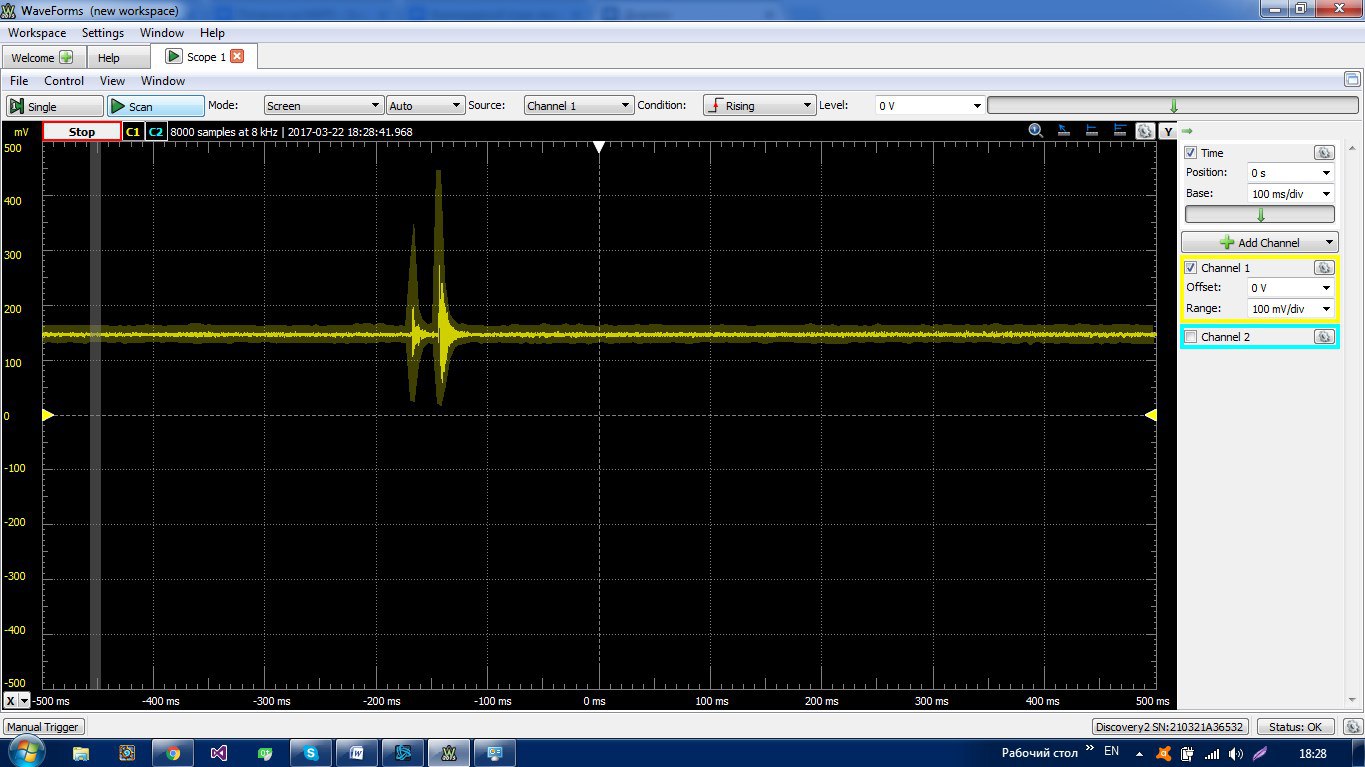 WaveForms (new workspace)
Workspace Settings Window Help
Welcome Help Scope 1
File Control View Window
Single Scan Mode: Screen Auto Source: Channel 1 Condition: Rising Level: 0 V
mV Stop C1 C2 8000 samples at 8 kHz | 2017-03-22 18:28:41.968 Y
500
400
300
200
100
0
-100
-200
-300
-400
-500
X -500 ms -400 ms -300 ms -200 ms -100 ms 0 ms 100 ms 200 ms 300 ms 400 ms 500 ms
Time
Position: 0 s
Base: 100 ms/div
Add Channel
Channel 1
Offset: 0 V
Range: 100 mV/div
Channel 2
Manual Trigger Discovery2 SN:210321A36532 Status: OK
Рабочий стол » EN 18:28